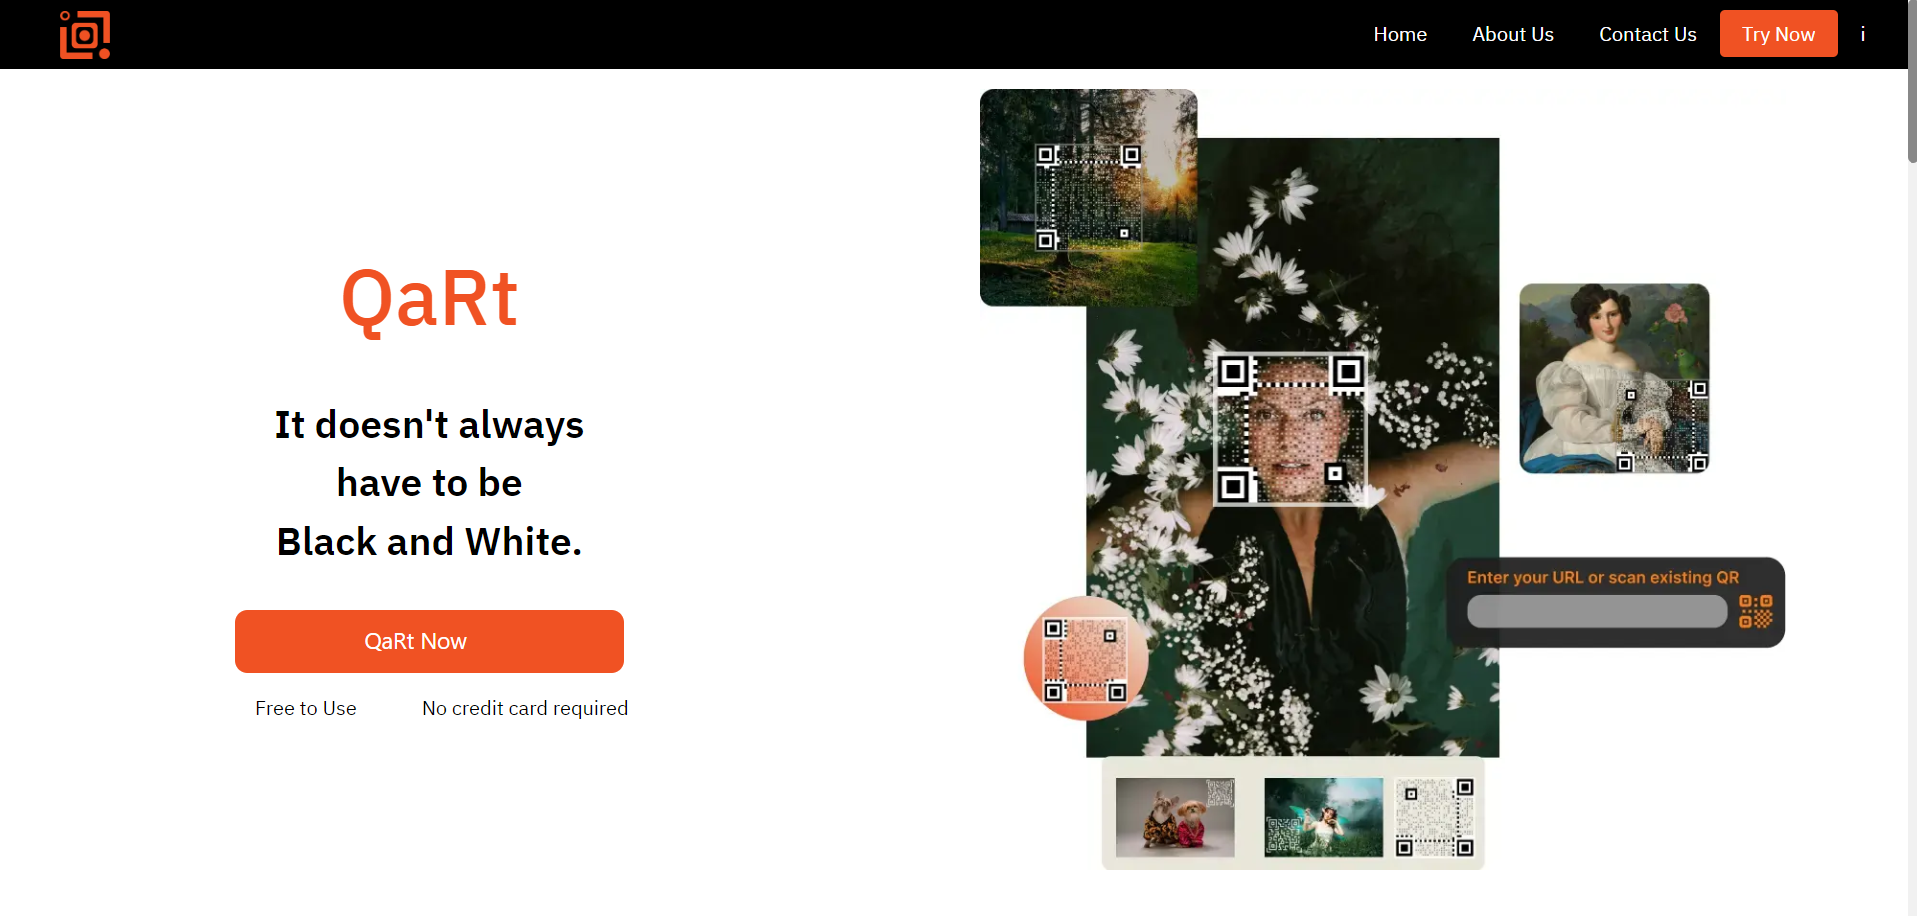 Home
About Us
Contact Us
Try Now
i
QaRt
It doesn't always
have to be
Black and White.
QaRt Now
Free to Use
No credit card required
Enter your URL or scan existing QR